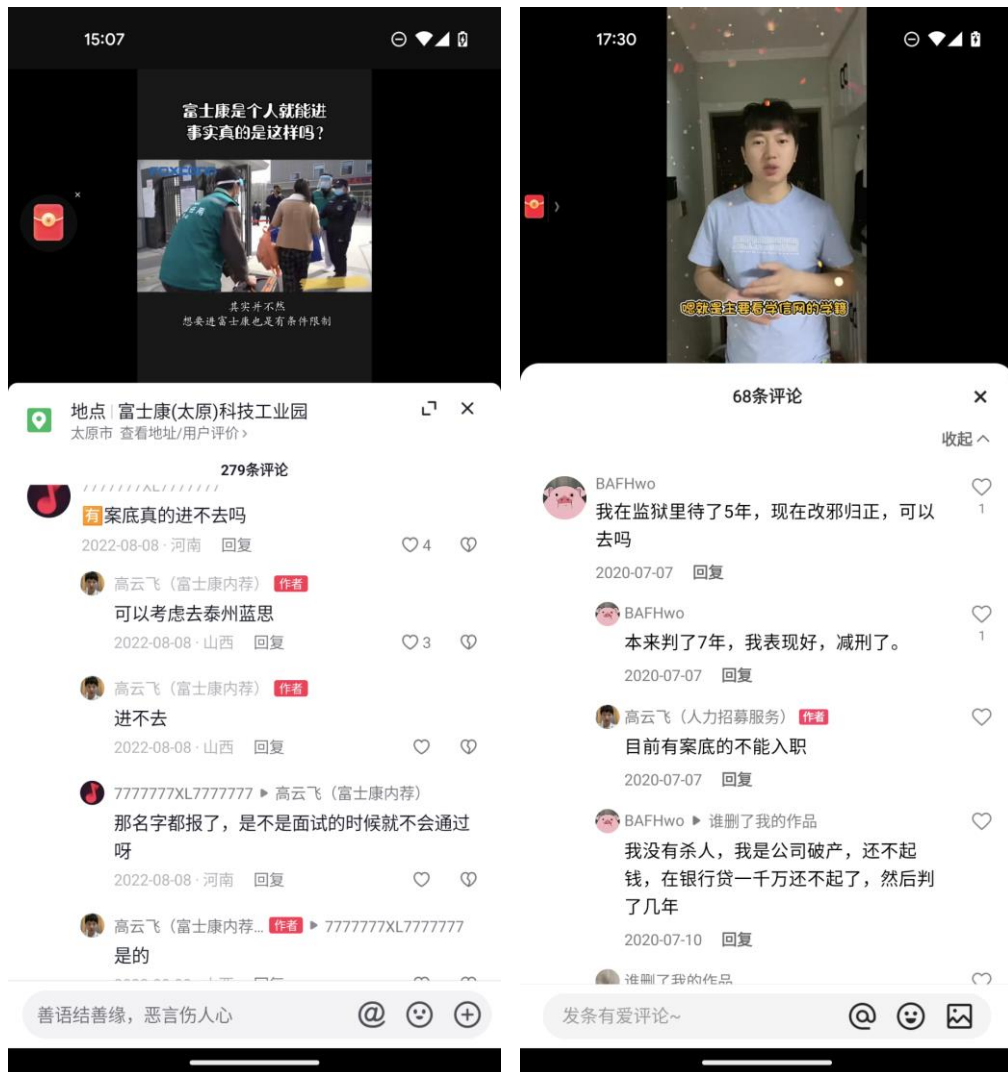 15:07
富士康是个人就能进
事实真的是这样吗？
其实并不然
想要进富士康也是有条件限制
地点 | 富士康(太原)科技工业园
太原市 查看地址/用户评价 ›
279条评论
7777777XL7777777
有案底真的进不去吗
2022-08-08 · 河南 回复
4
高云飞（富士康内荐） 作者
可以考虑去泰州蓝思
2022-08-08 · 山西 回复
3
高云飞（富士康内荐） 作者
进不去
2022-08-08 · 山西 回复
7777777XL7777777 ▸ 高云飞（富士康内荐）
那名字都报了，是不是面试的时候就不会通过
呀
2022-08-08 · 河南 回复
高云飞（富士康内荐... 作者 ▸ 7777777XL7777777
是的
善语结善缘，恶言伤人心
17:30
嗯就是主要看学信网的学籍
68条评论
收起
BAFHwo
我在监狱里待了5年，现在改邪归正，可以
去吗
1
2020-07-07 回复
BAFHwo
本来判了7年，我表现好，减刑了。
1
2020-07-07 回复
高云飞（人力招募服务） 作者
目前有案底的不能入职
2020-07-07 回复
BAFHwo ▸ 谁删了我的作品
我没有杀人，我是公司破产，还不起
钱，在银行贷一千万还不起了，然后判
了几年
2020-07-10 回复
谁删了我的作品
发条有爱评论~